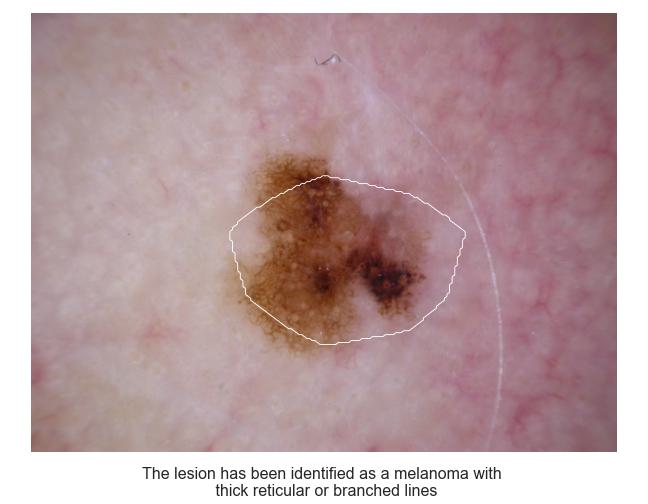 The lesion has been identified as a melanoma with
thick reticular or branched lines